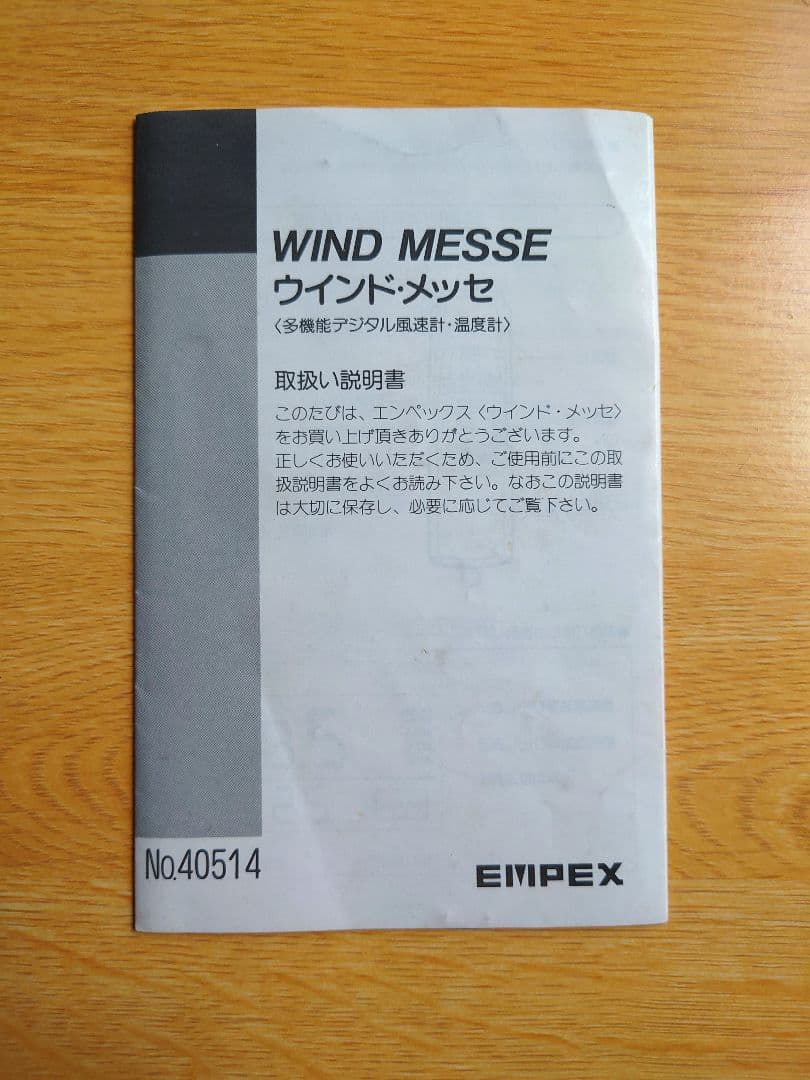 WIND MESSE
ウインド・メッセ
〈多機能デジタル風速計・温度計〉
取扱い説明書
このたびは、エンペックス〈ウインド・メッセ〉
をお買い上げ頂きありがとうございます。
正しくお使いいただくため、ご使用前にこの取
扱説明書をよくお読み下さい。なおこの説明書
は大切に保存し、必要に応じてご覧下さい。
No.40514
EMPEX